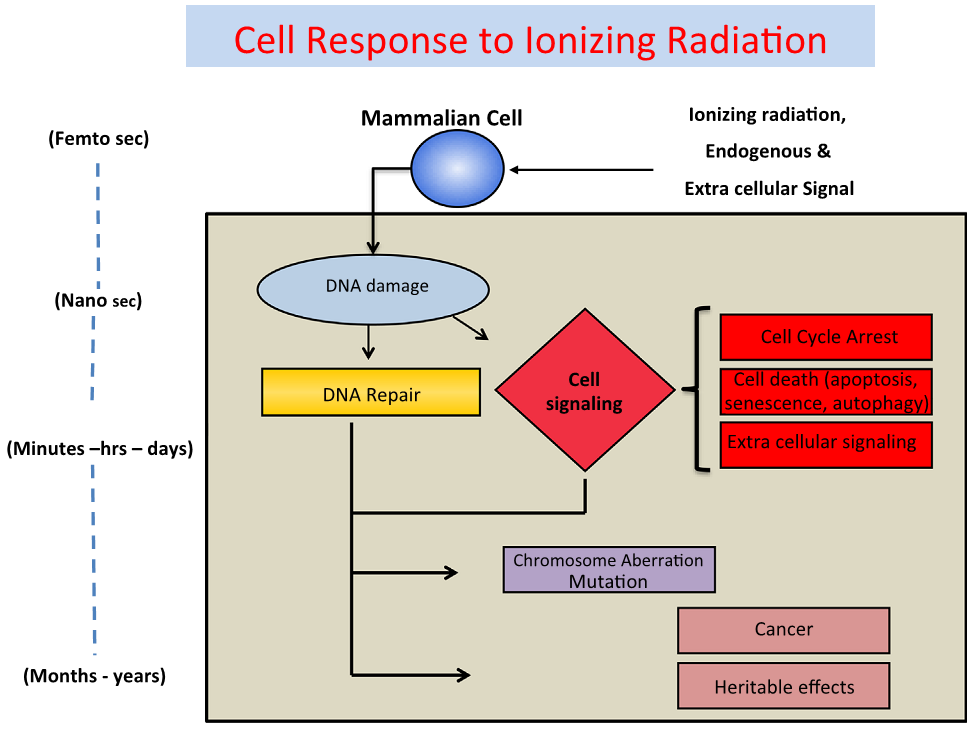 Cell Response to Ionizing Radiation
(Femto sec)
Mammalian Cell
Ionizing radiation,
Endogenous &
Extra cellular Signal
(Nano sec)
DNA damage
Cell Cycle Arrest
DNA Repair
Cell
signaling
Cell death (apoptosis,
senescence, autophagy)
(Minutes –hrs – days)
Extra cellular signaling
Chromosome Aberration
Mutation
Cancer
(Months - years)
Heritable effects